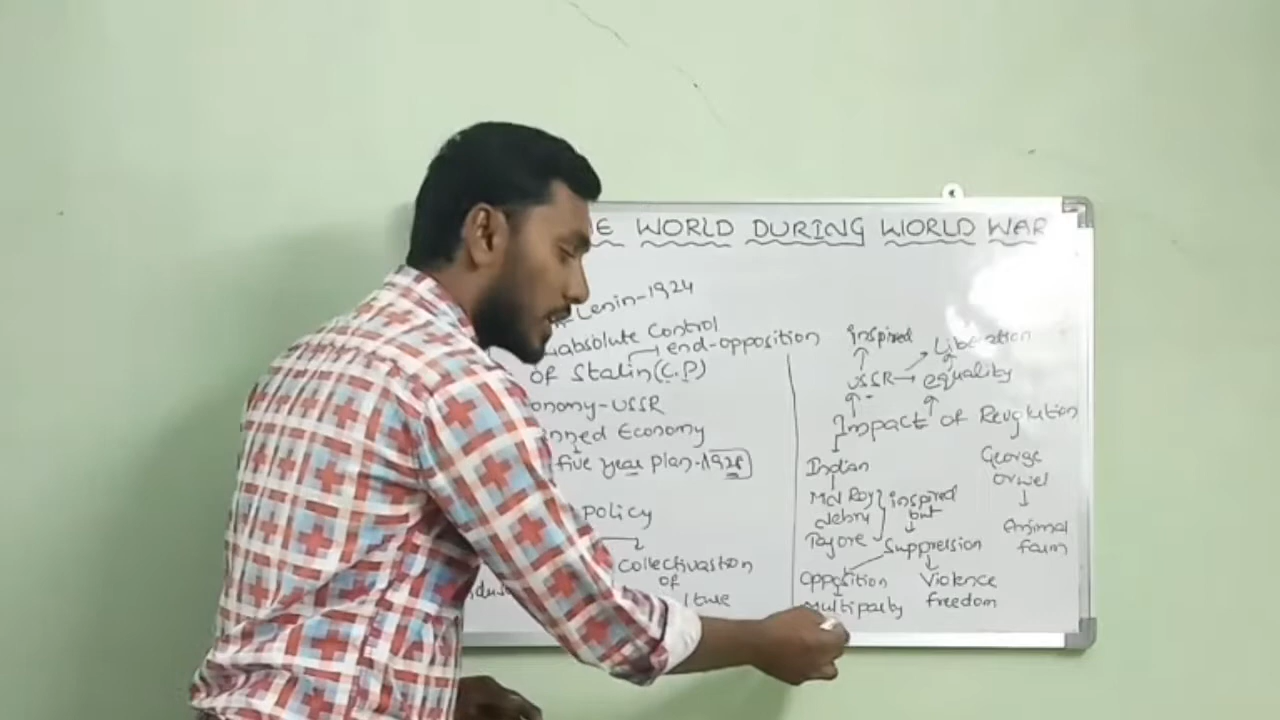 E WORLD DURING WORLD WAR
Lenin-1924
absolute Control
end-opposition
of Stalin (C.P)
onomy-USSR
nned Economy
five year plan-1928
policy
Collectivastion
of
lture
Inspired
Liberation
USSR → equality
Impact of Revolution
Indian
MN Roy
Nehru
Tagore
inspired
but
Suppression
Opposition
Multiparty
Violence
freedom
George
Orwel
Animal
farm